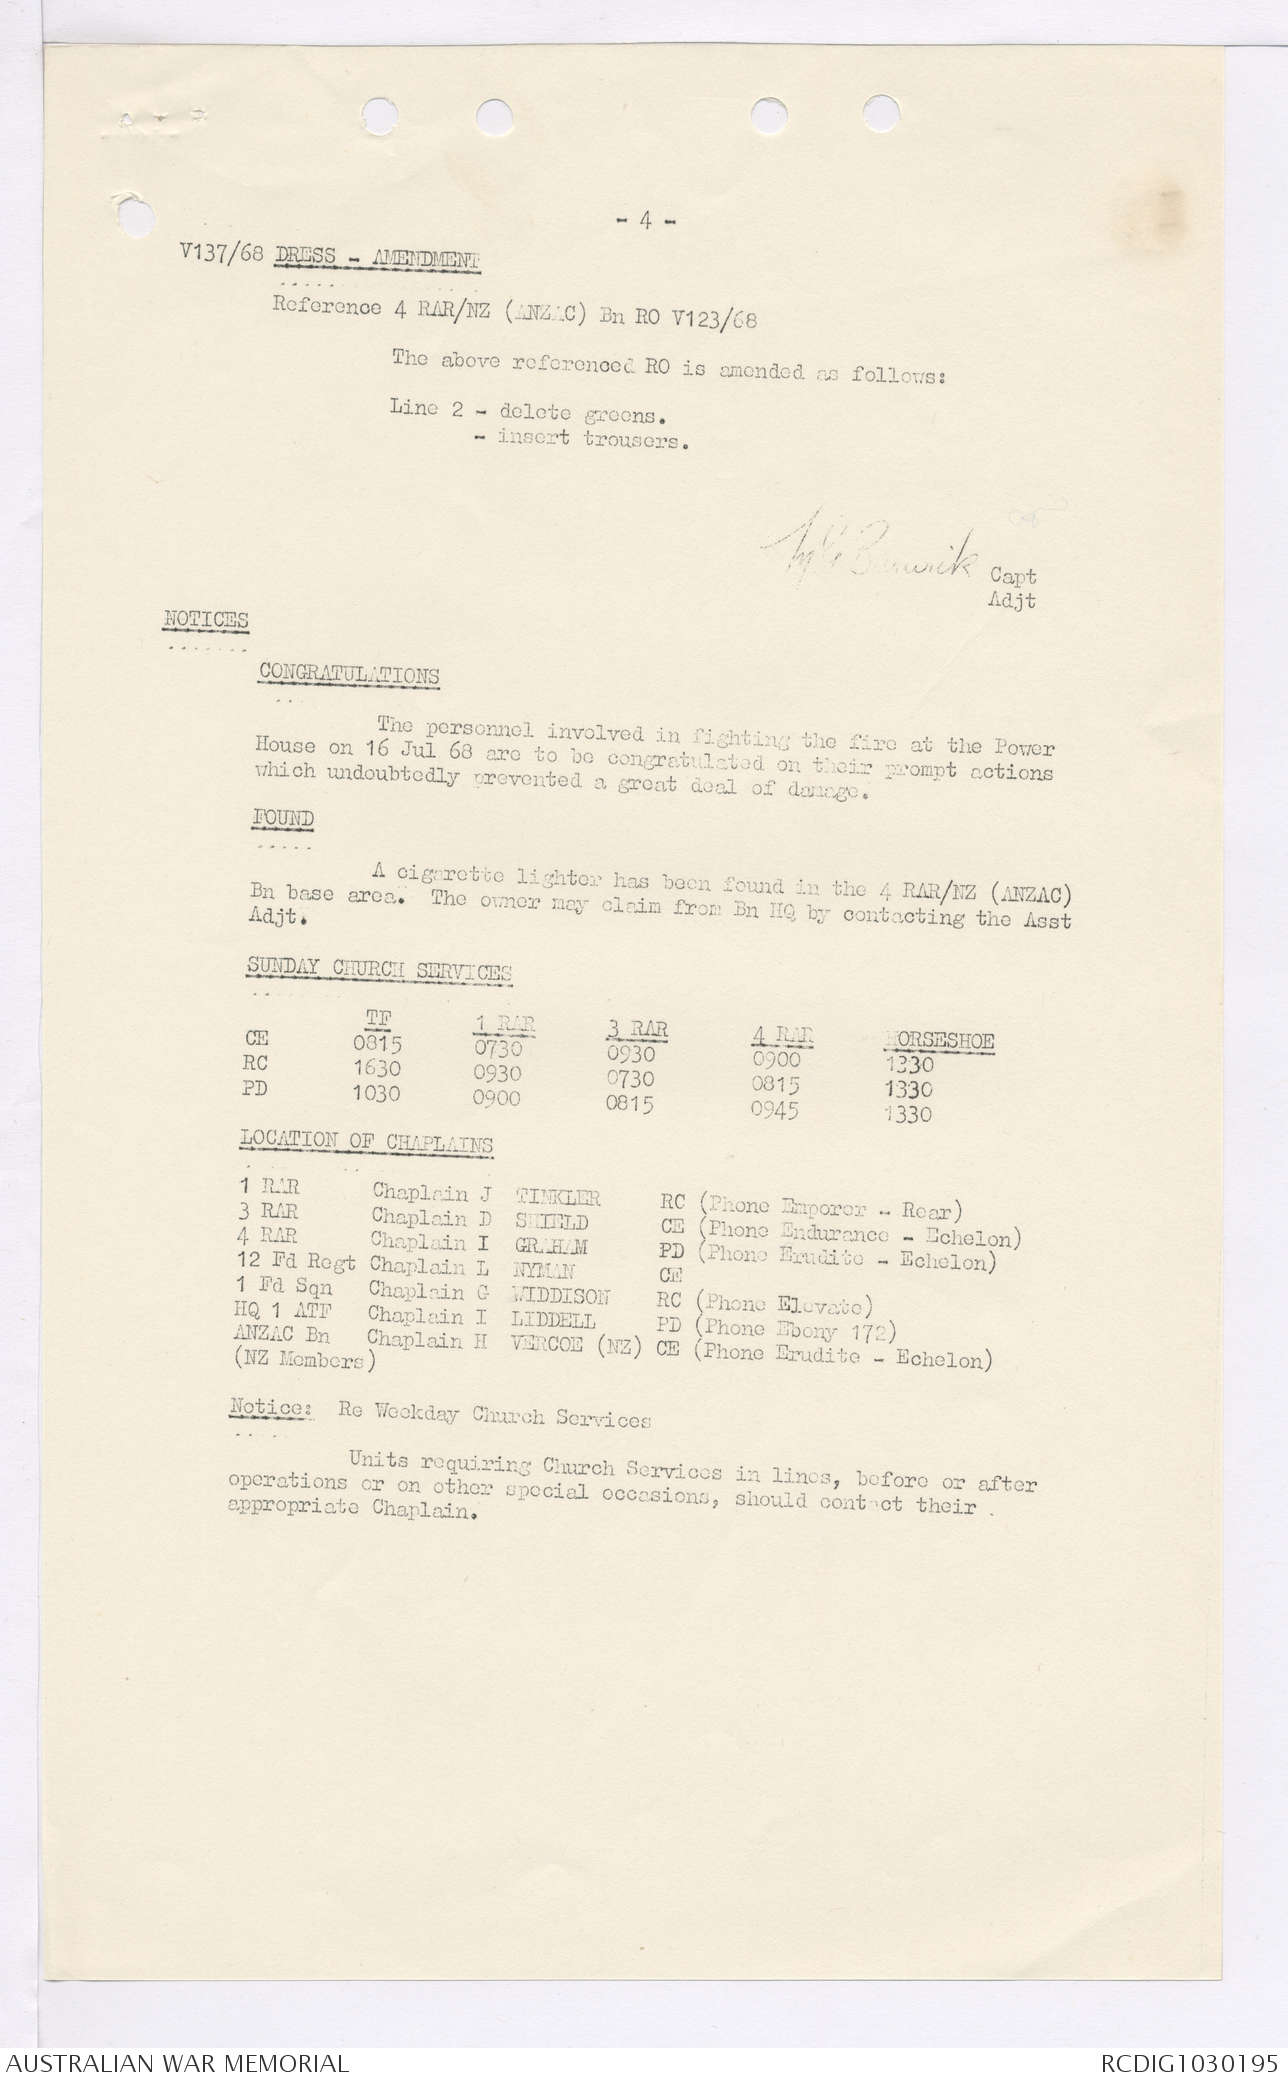 - 4 -
V137/68 DRESS - AMENDMENT
Reference 4 RAR/NZ (ANZAC) Bn RO V123/68
The above referenced RO is amended as follows:
Line 2 - delete greens.
- insert trousers.
Capt
Adjt
NOTICES
CONGRATULATIONS
The personnel involved in fighting the fire at the Power
House on 16 Jul 68 are to be congratulated on their prompt actions
which undoubtedly prevented a great deal of damage.
FOUND
A cigarette lighter has been found in the 4 RAR/NZ (ANZAC)
Bn base area. The owner may claim from Bn HQ by contacting the Asst
Adjt.
SUNDAY CHURCH SERVICES
TF 1 RAR 3 RAR 4 RAR HORSESHOE
CE 0815 0730 0930 0900 1330
RC 1630 0930 0730 0815 1330
PD 1030 0900 0815 0945 1330
LOCATION OF CHAPLAINS
1 RAR Chaplain J TINKLER RC (Phone Emporer - Rear)
3 RAR Chaplain D SHIELD CE (Phone Endurance - Echelon)
4 RAR Chaplain I GRAHAM PD (Phone Erudite - Echelon)
12 Fd Regt Chaplain L NYMAN CE
1 Fd Sqn Chaplain G WIDDISON RC (Phone Elevate)
HQ 1 ATF Chaplain I LIDDELL PD (Phone Ebony 172)
ANZAC Bn Chaplain H VERCOE (NZ) CE (Phone Erudite - Echelon)
(NZ Members)
Notice: Re Weekday Church Services
Units requiring Church Services in lines, before or after
operations or on other special occasions, should contact their
appropriate Chaplain.
AUSTRALIAN WAR MEMORIAL
RCDIG1030195